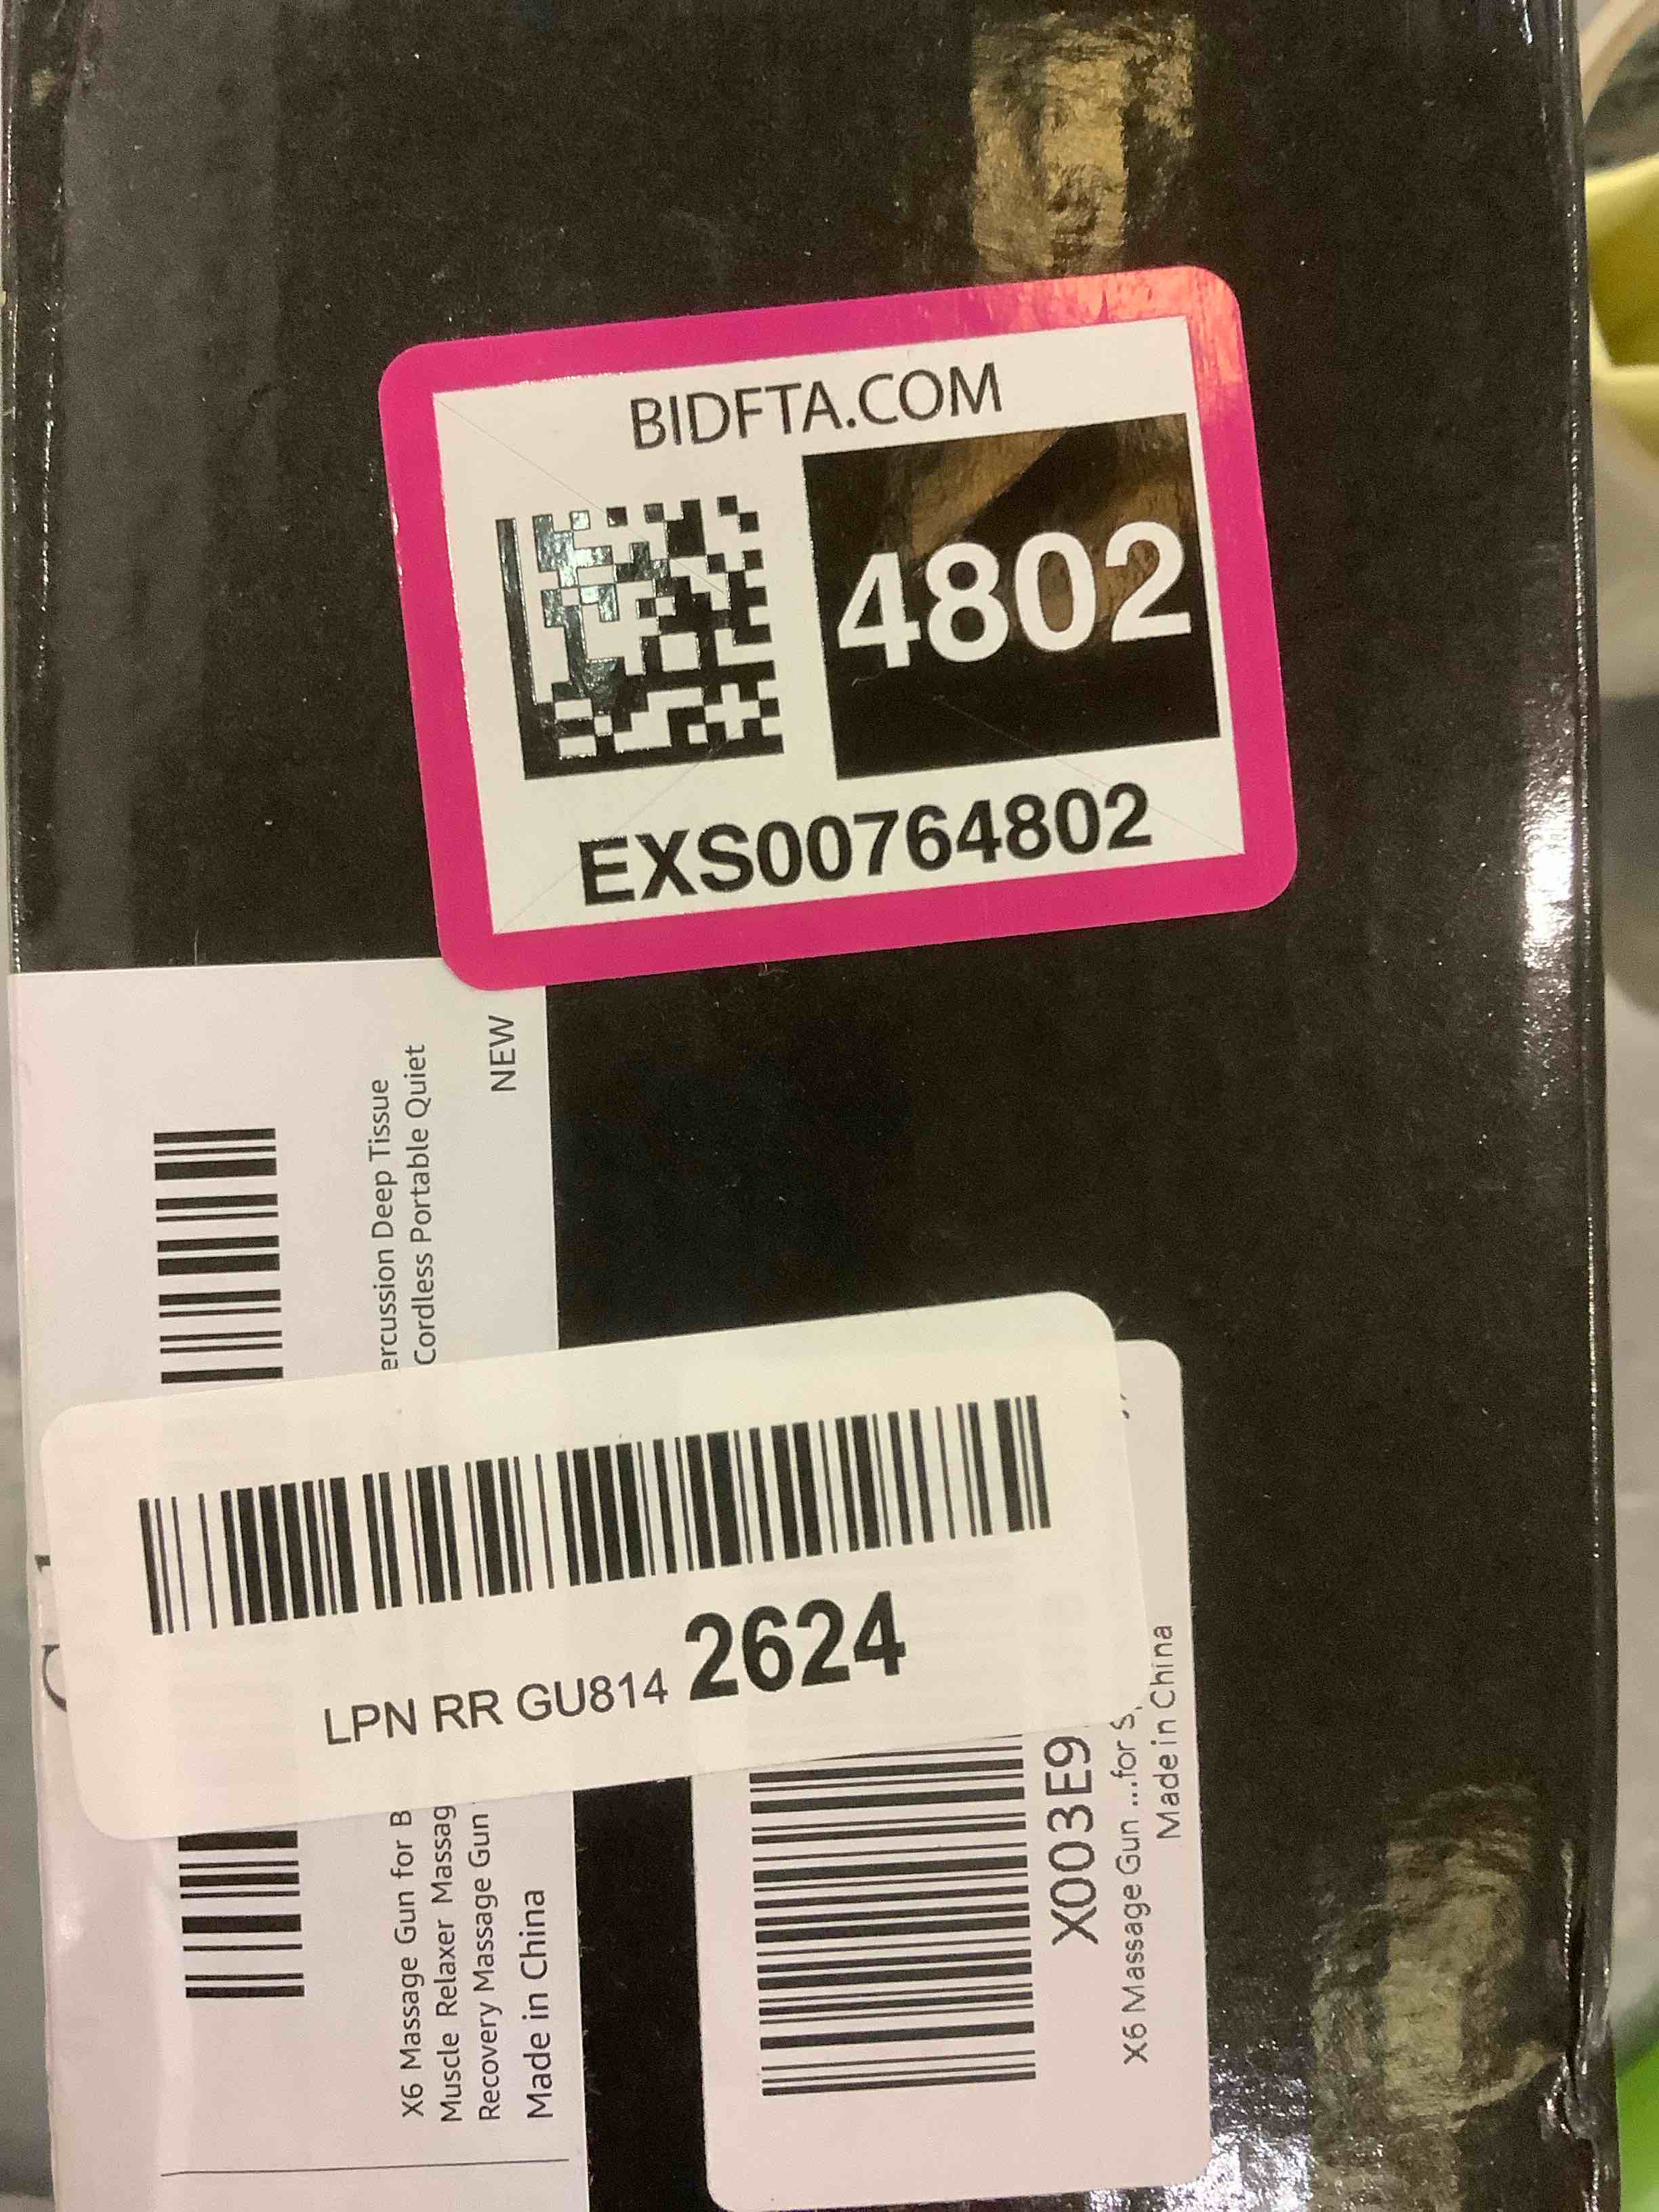 BIDFTA.COM
4802
EXS00764802
NEW
ercussion Deep Tissue
Cordless Portable Quiet
LPN RR GU814 2624
X6 Massage Gun for B
Muscle Relaxer Massag
Recovery Massage Gun
Made in China
X003E9
X6 Massage Gun ...for S
Made in China